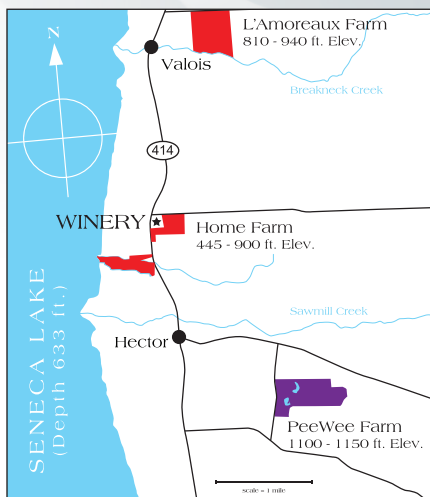 L'Amoreaux Farm
810 - 940 ft. Elev.
N
Valois
Breakneck Creek
414
WINERY
Home Farm
445 - 900 ft. Elev.
SENECA LAKE
(Depth 633 ft.)
Sawmill Creek
Hector
PeeWee Farm
1100 - 1150 ft. Elev.
scale = 1 mile